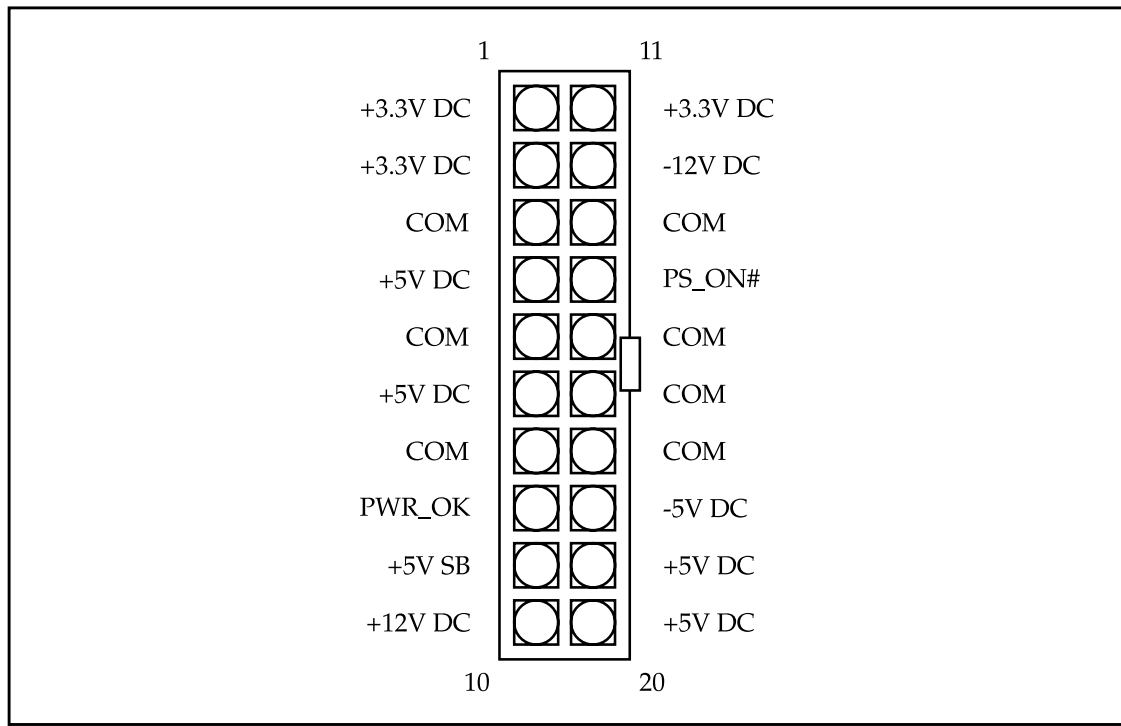 1 11
+3.3V DC +3.3V DC
+3.3V DC -12V DC
COM COM
+5V DC PS_ON#
COM COM
+5V DC COM
COM COM
PWR_OK -5V DC
+5V SB +5V DC
+12V DC +5V DC
10 20